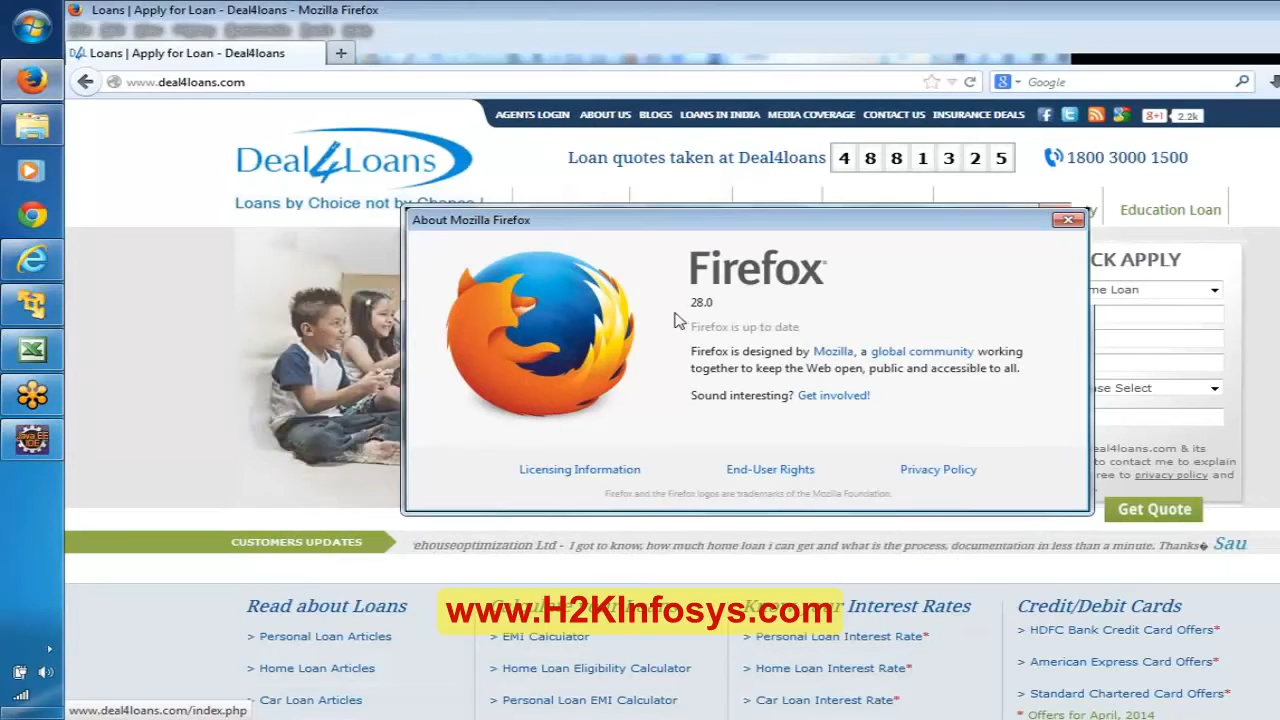 Loans | Apply for Loan - Deal4loans - Mozilla Firefox
Loans | Apply for Loan - Deal4loans
www.deal4loans.com
Google
AGENTS LOGIN ABOUT US BLOGS LOANS IN INDIA MEDIA COVERAGE CONTACT US INSURANCE DEALS
+1 2.2k
Deal4Loans
Loan quotes taken at Deal4loans 4 8 8 1 3 2 5
1800 3000 1500
Loans by Choice not by
Education Loan
About Mozilla Firefox
Firefox
28.0
Firefox is up to date
Firefox is designed by Mozilla, a global community working
together to keep the Web open, public and accessible to all.
Sound interesting? Get involved!
Licensing Information End-User Rights Privacy Policy
Firefox and the Firefox logos are trademarks of the Mozilla Foundation.
CK APPLY
me Loan
se Select
deal4loans.com & its
to contact me to explain
ree to privacy policy and
Get Quote
CUSTOMERS UPDATES
ehouseoptimization Ltd - I got to know, how much home loan i can get and what is the process, documentation in less than a minute. Thanks� Sau
Read about Loans
> Personal Loan Articles
> Home Loan Articles
> Car Loan Articles
www.H2KInfosys.com
> EMI Calculator
> Home Loan Eligibility Calculator
> Personal Loan EMI Calculator
Interest Rates
> Personal Loan Interest Rate*
> Home Loan Interest Rate*
> Car Loan Interest Rate*
Credit/Debit Cards
> HDFC Bank Credit Card Offers*
> American Express Card Offers*
> Standard Chartered Card Offers*
* Offers for April, 2014
www.deal4loans.com/index.php